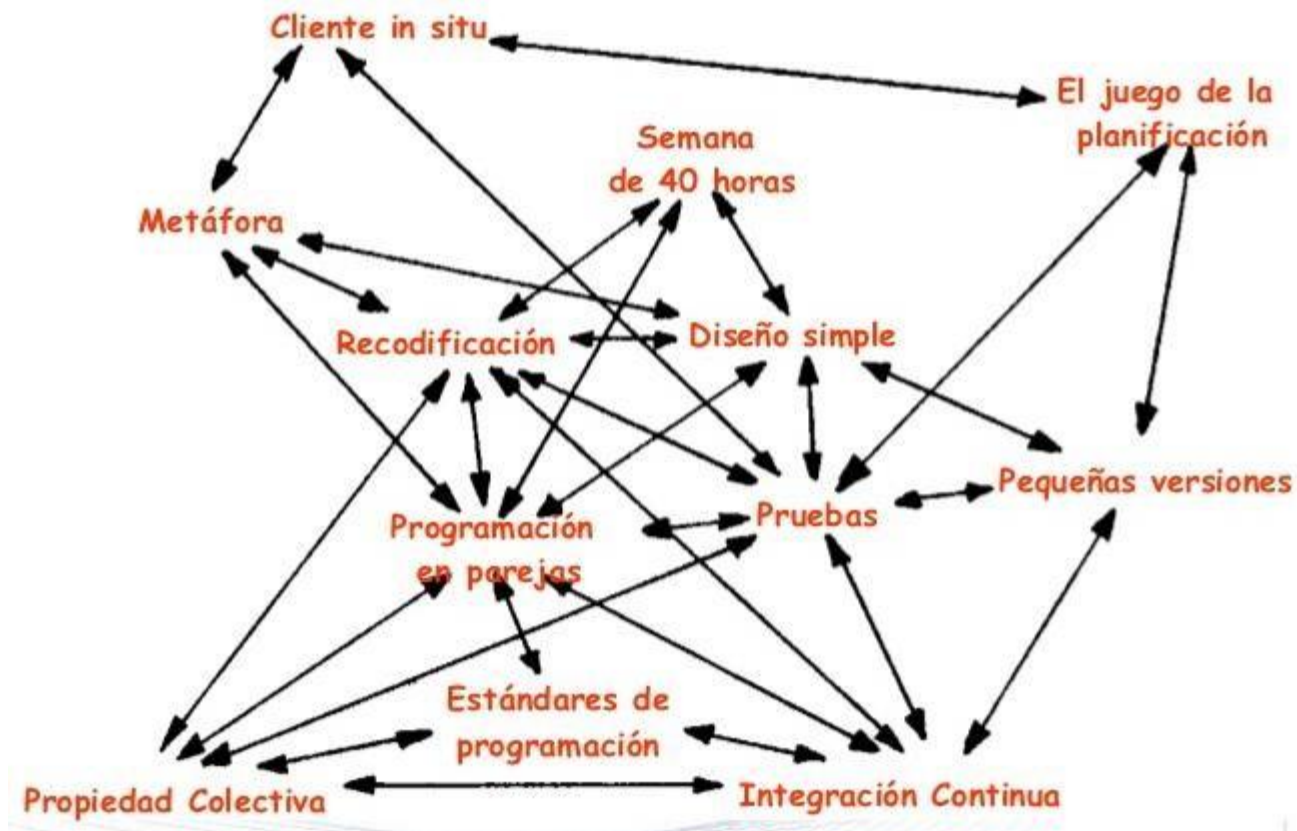 Cliente in situ
El juego de la
planificación
Semana
de 40 horas
Metáfora
Recodificación
Diseño simple
Pequeñas versiones
Programación
en parejas
Pruebas
Estándares de
programación
Propiedad Colectiva
Integración Continua